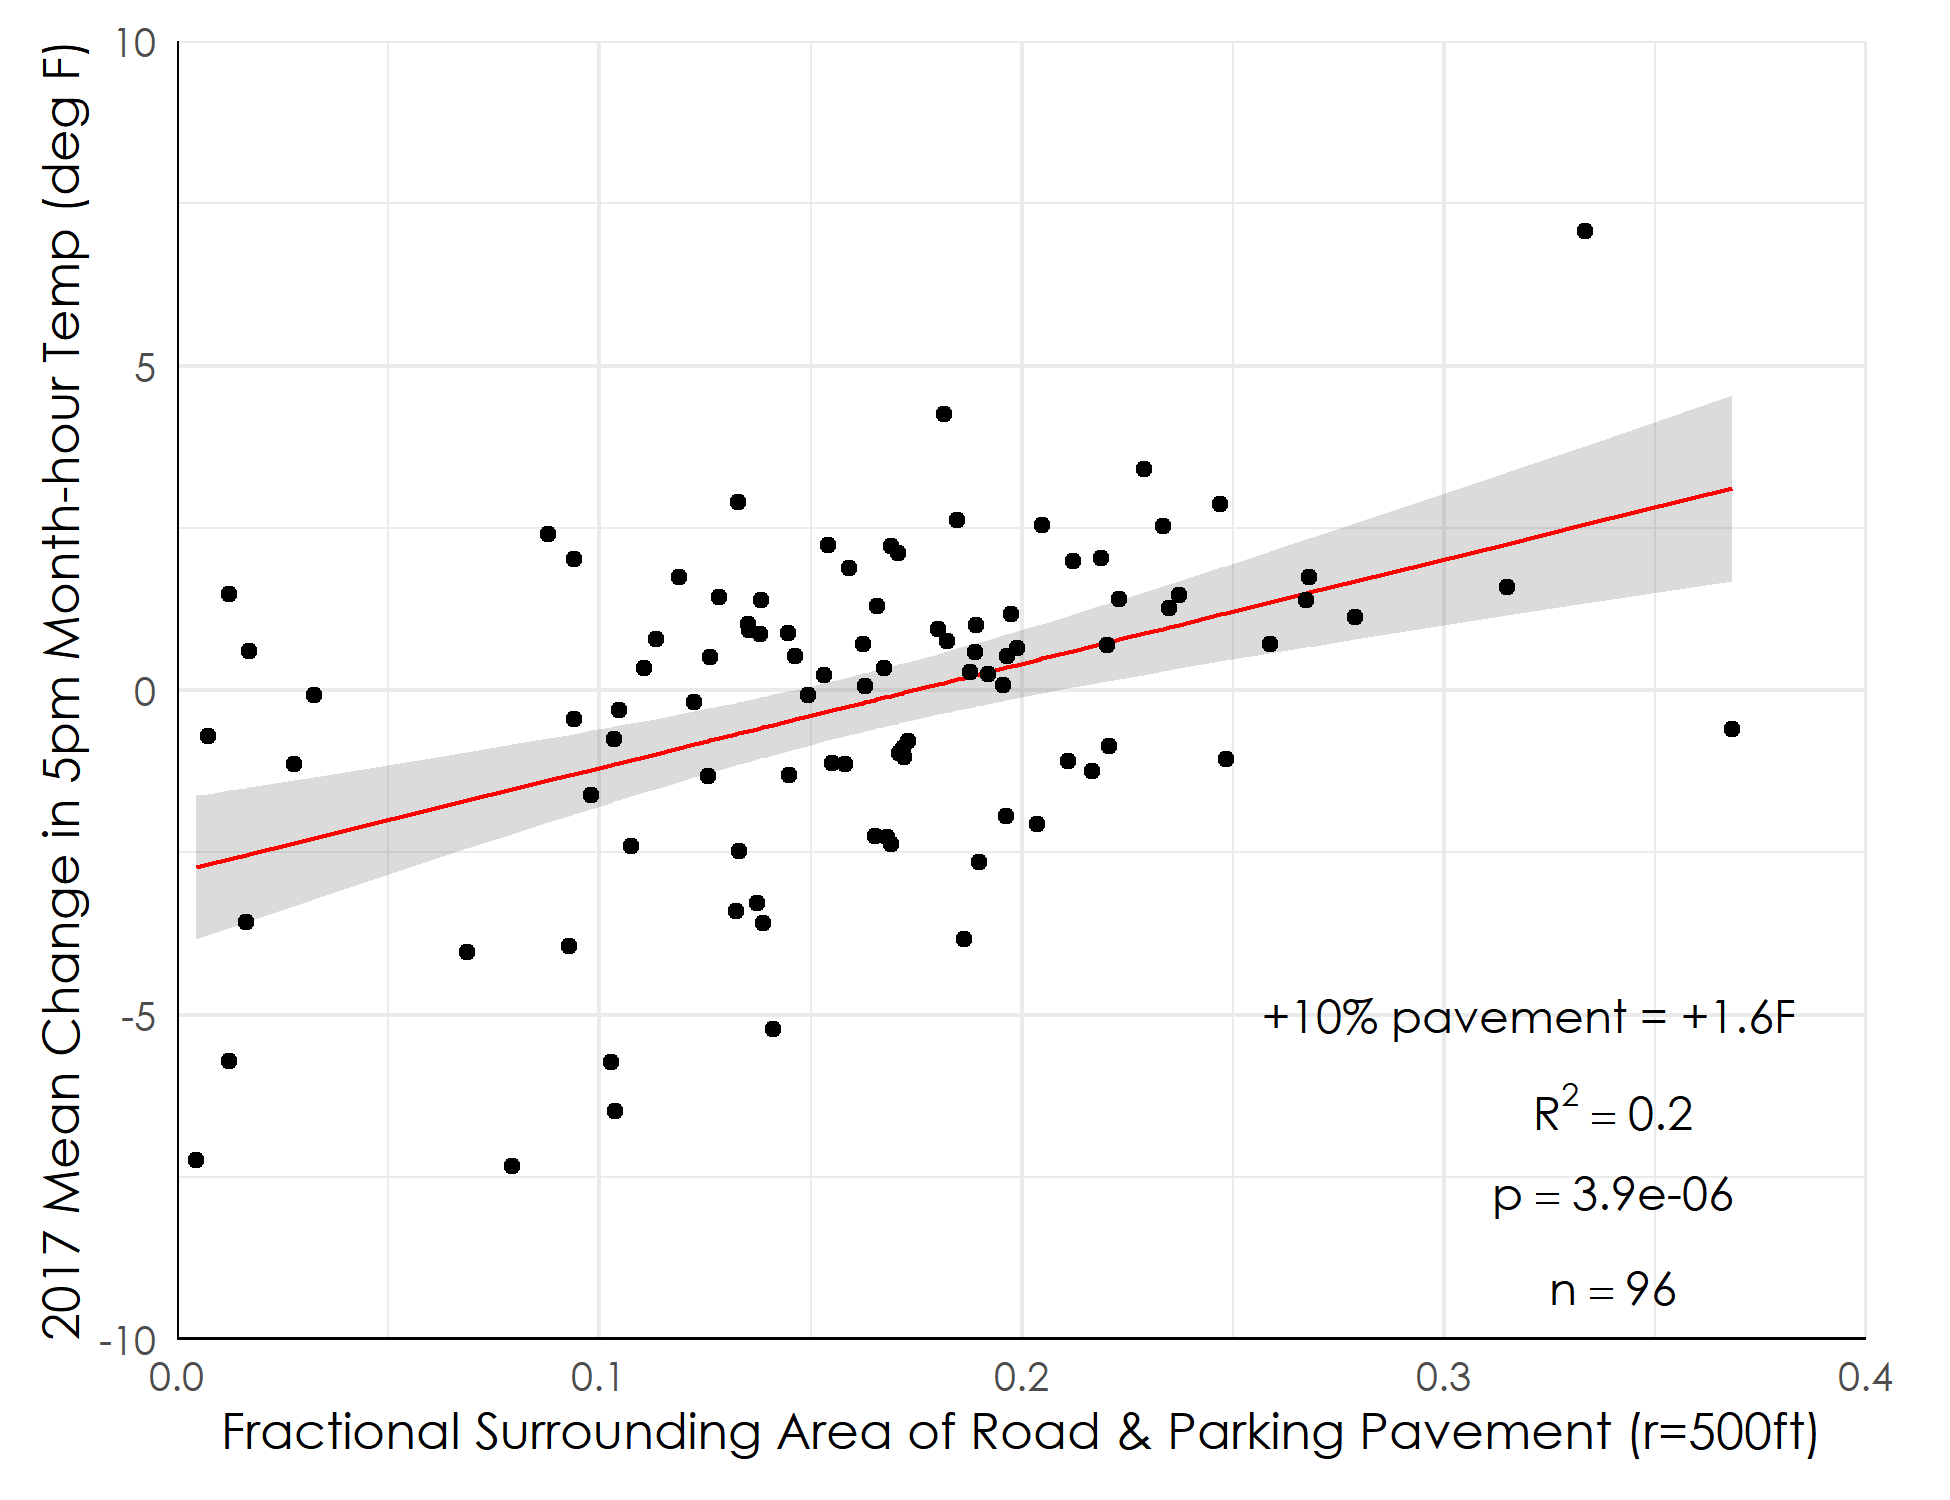 2017 Mean Change in 5pm Month-hour Temp (deg F)
10
5
0
-5
-10
+10% pavement = +1.6F
R² = 0.2
p = 3.9e-06
n = 96
0.0 0.1 0.2 0.3 0.4
Fractional Surrounding Area of Road & Parking Pavement (r=500ft)